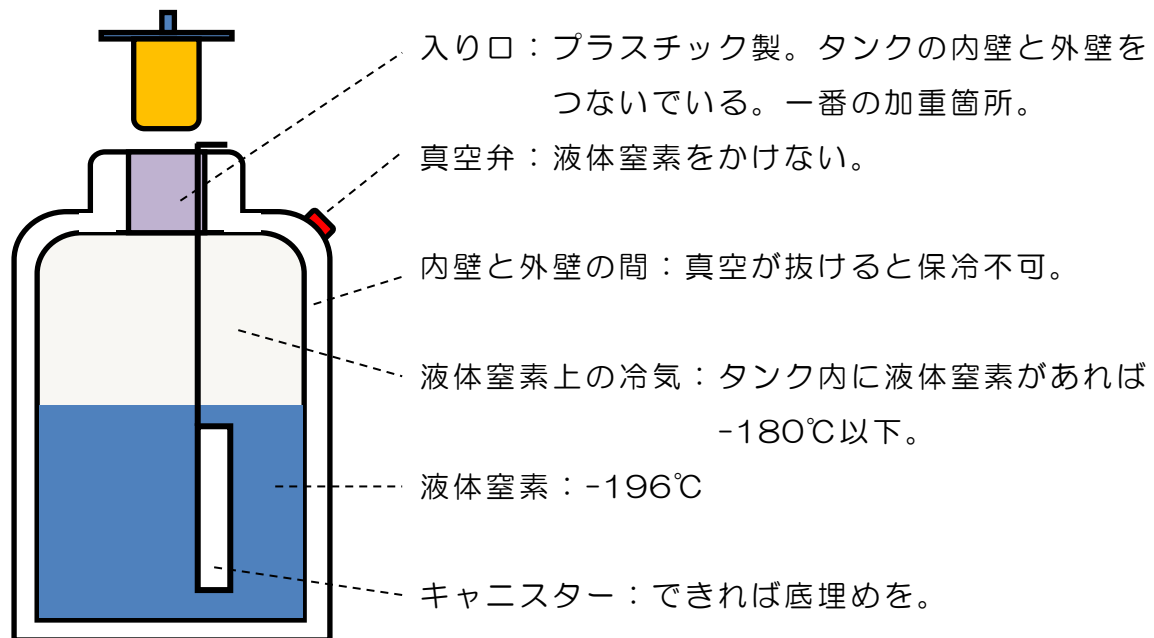 入り口：プラスチック製。タンクの内壁と外壁を
つないでいる。一番の加重箇所。
真空弁：液体窒素をかけない。
内壁と外壁の間：真空が抜けると保冷不可。
液体窒素上の冷気：タンク内に液体窒素があれば
-180℃以下。
液体窒素：-196℃
キャニスター：できれば底埋めを。